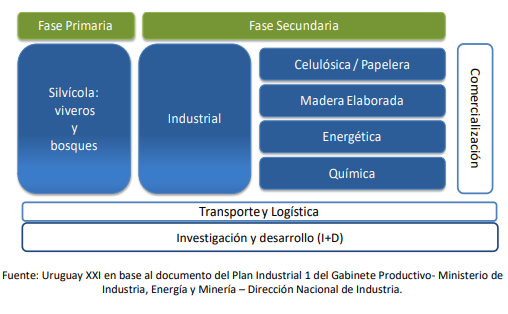 Fase Primaria
Fase Secundaria
Silvícola:
viveros
y
bosques
Industrial
Celulósica / Papelera
Madera Elaborada
Energética
Química
Comercialización
Transporte y Logística
Investigación y desarrollo (I+D)
Fuente: Uruguay XXI en base al documento del Plan Industrial 1 del Gabinete Productivo- Ministerio de
Industria, Energía y Minería – Dirección Nacional de Industria.